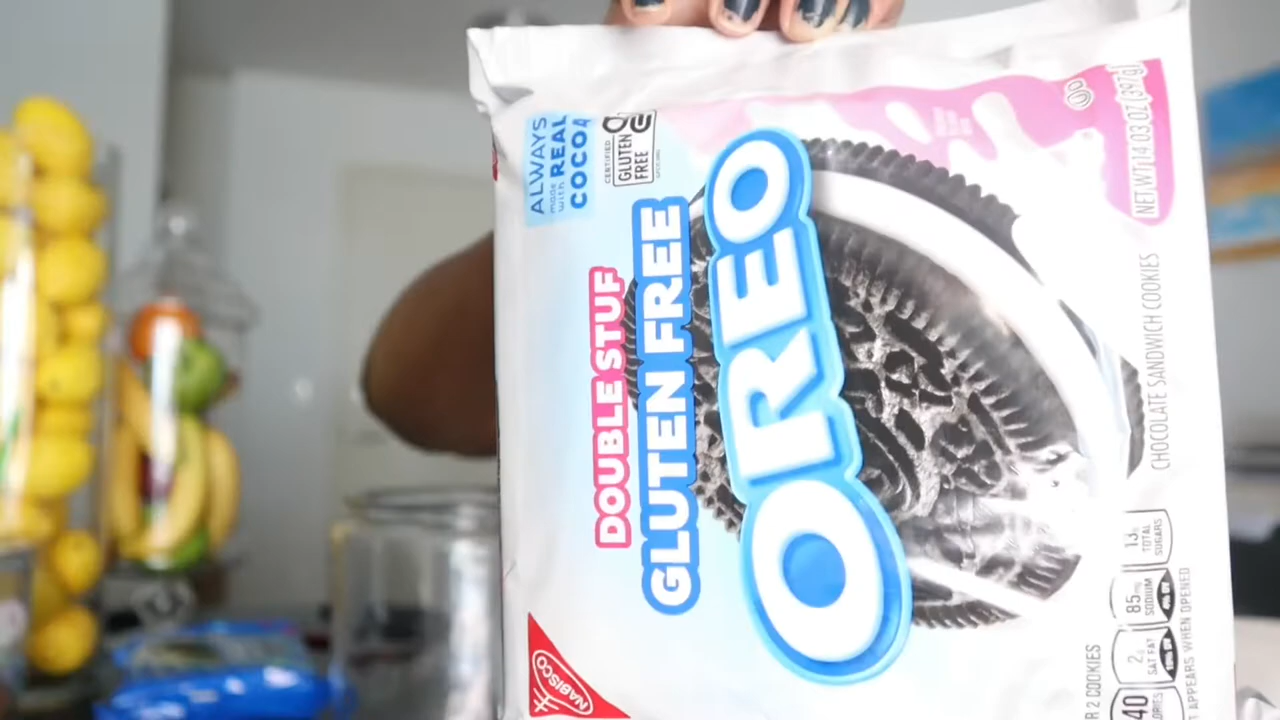 ALWAYS
made REAL
with
COCOA
CERTIFIED
GLUTEN
FREE
DOUBLE STUF
GLUTEN FREE
OREO
NET WT 14.03 OZ (397g)
CHOCOLATE SANDWICH COOKIES
NABISCO
R 2 COOKIES
40
2g
SAT FAT
85mg
SODIUM
13g
TOTAL
SUGARS
APPEARS WHEN OPENED